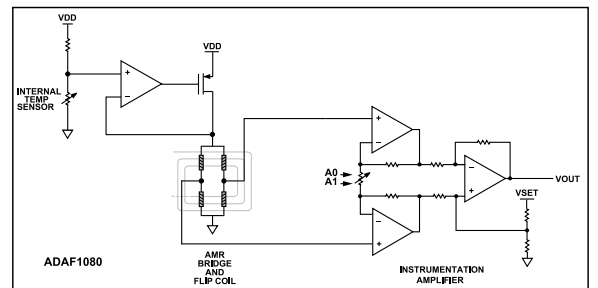 VDD
VDD
INTERNAL
TEMP
SENSOR
+
−
+
−
A0
A1
−
+
VOUT
VSET
−
+
ADAF1080
AMR
BRIDGE
AND
FLIP COIL
INSTRUMENTATION
AMPLIFIER